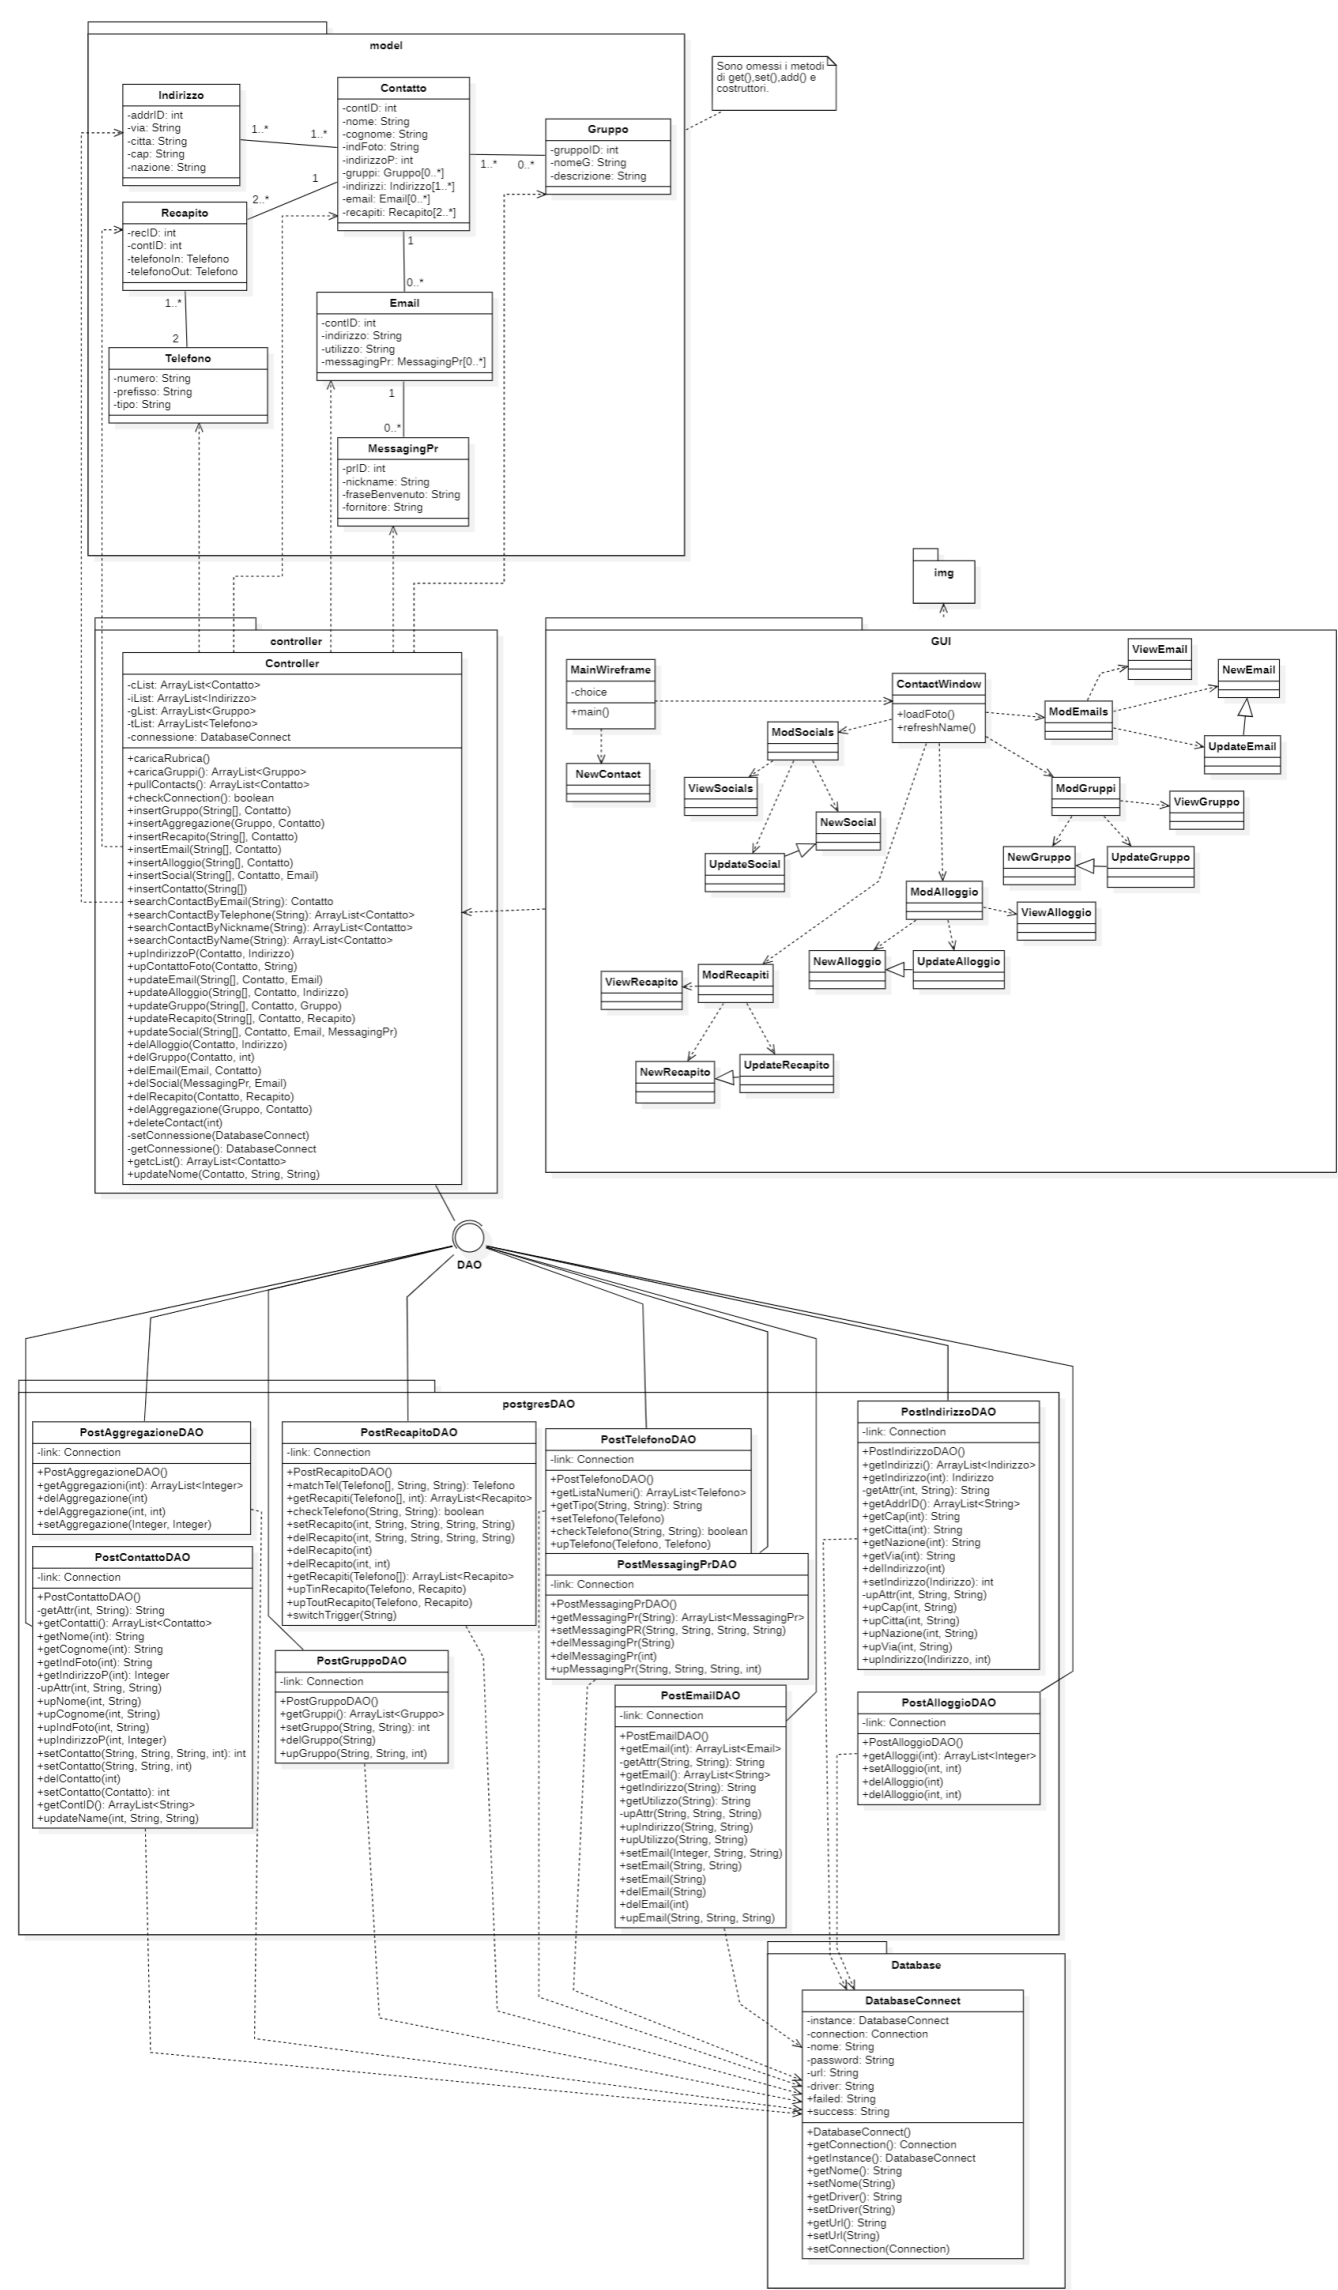 model
Sono omessi i metodi
di get(),set(),add() e
costruttori.
Indirizzo
-addrID: int
-via: String
-citta: String
-cap: String
-nazione: String
1..*
1..*
Contatto
-contID: int
-nome: String
-cognome: String
-indFoto: String
-indirizzoP: int
-gruppi: Gruppo[0..*]
-indirizzi: Indirizzo[1..*]
-email: Email[0..*]
-recapiti: Recapito[2..*]
1..*
0..*
Gruppo
-gruppoID: int
-nomeG: String
-descrizione: String
1
2..*
Recapito
-recID: int
-contID: int
-telefonoIn: Telefono
-telefonoOut: Telefono
1
0..*
1..*
2
Email
-contID: int
-indirizzo: String
-utilizzo: String
-messagingPr: MessagingPr[0..*]
Telefono
-numero: String
-prefisso: String
-tipo: String
1
0..*
MessagingPr
-prID: int
-nickname: String
-fraseBenvenuto: String
-fornitore: String
img
controller
Controller
-cList: ArrayList<Contatto>
-iList: ArrayList<Indirizzo>
-gList: ArrayList<Gruppo>
-tList: ArrayList<Telefono>
-connessione: DatabaseConnect
+caricaRubrica()
+caricaGruppi(): ArrayList<Gruppo>
+pullContacts(): ArrayList<Contatto>
+checkConnection(): boolean
+insertGruppo(String[], Contatto)
+insertAggregazione(Gruppo, Contatto)
+insertRecapito(String[], Contatto)
+insertEmail(String[], Contatto)
+insertAlloggio(String[], Contatto)
+insertSocial(String[], Contatto, Email)
+insertContatto(String[])
+searchContactByEmail(String): Contatto
+searchContactByTelephone(String): ArrayList<Contatto>
+searchContactByNickname(String): ArrayList<Contatto>
+searchContactByName(String): ArrayList<Contatto>
+upIndirizzoP(Contatto, Indirizzo)
+upContattoFoto(Contatto, String)
+updateEmail(String[], Contatto, Email)
+updateAlloggio(String[], Contatto, Indirizzo)
+updateGruppo(String[], Contatto, Gruppo)
+updateRecapito(String[], Contatto, Recapito)
+updateSocial(String[], Contatto, Email, MessagingPr)
+delAlloggio(Contatto, Indirizzo)
+delGruppo(Contatto, int)
+delEmail(Email, Contatto)
+delSocial(MessagingPr, Email)
+delRecapito(Contatto, Recapito)
+delAggregazione(Gruppo, Contatto)
+deleteContact(int)
-setConnessione(DatabaseConnect)
-getConnessione(): DatabaseConnect
+getcList(): ArrayList<Contatto>
+updateNome(Contatto, String, String)
GUI
MainWireframe
-choice
+main()
NewContact
ContactWindow
+loadFoto()
+refreshName()
ViewEmail
NewEmail
ModEmails
UpdateEmail
ModSocials
ViewSocials
NewSocial
UpdateSocial
ModGruppi
ViewGruppo
NewGruppo
UpdateGruppo
ModAlloggio
ViewAlloggio
NewAlloggio
UpdateAlloggio
ModRecapiti
ViewRecapito
NewRecapito
UpdateRecapito
DAO
postgresDAO
PostAggregazioneDAO
-link: Connection
+PostAggregazioneDAO()
+getAggregazioni(int): ArrayList<Integer>
+delAggregazione(int)
+delAggregazione(int, int)
+setAggregazione(Integer, Integer)
PostContattoDAO
-link: Connection
+PostContattoDAO()
-getAttr(int, String): String
+getContatti(): ArrayList<Contatto>
+getNome(int): String
+getCognome(int): String
+getIndFoto(int): String
+getIndirizzoP(int): Integer
-upAttr(int, String, String)
+upNome(int, String)
+upCognome(int, String)
+upIndFoto(int, String)
+upIndirizzoP(int, Integer)
+setContatto(String, String, String, int): int
+setContatto(String, String, int)
+delContatto(int)
+setContatto(Contatto): int
+getContID(): ArrayList<String>
+updateName(int, String, String)
PostRecapitoDAO
-link: Connection
+PostRecapitoDAO()
+matchTel(Telefono[], String, String): Telefono
+getRecapiti(Telefono[], int): ArrayList<Recapito>
+checkTelefono(String, String): boolean
+setRecapito(int, String, String, String, String)
+delRecapito(int, String, String, String, String)
+delRecapito(int)
+delRecapito(int, int)
+getRecapiti(Telefono[]): ArrayList<Recapito>
+upTinRecapito(Telefono, Recapito)
+upToutRecapito(Telefono, Recapito)
+switchTrigger(String)
PostGruppoDAO
-link: Connection
+PostGruppoDAO()
+getGruppi(): ArrayList<Gruppo>
+setGruppo(String, String): int
+delGruppo(String)
+upGruppo(String, String, int)
PostTelefonoDAO
-link: Connection
+PostTelefonoDAO()
+getListaNumeri(): ArrayList<Telefono>
+getTipo(String, String): String
+setTelefono(Telefono)
+checkTelefono(String, String): boolean
+upTelefono(Telefono, Telefono)
PostMessagingPrDAO
-link: Connection
+PostMessagingPrDAO()
+getMessagingPr(String): ArrayList<MessagingPr>
+setMessagingPR(String, String, String, String)
+delMessagingPr(String)
+delMessagingPr(int)
+upMessagingPr(String, String, String, int)
PostEmailDAO
-link: Connection
+PostEmailDAO()
+getEmail(int): ArrayList<Email>
-getAttr(String, String): String
+getEmail(): ArrayList<String>
+getIndirizzo(String): String
+getUtilizzo(String): String
-upAttr(String, String, String)
+upIndirizzo(String, String)
+upUtilizzo(String, String)
+setEmail(Integer, String, String)
+setEmail(String, String)
+setEmail(String)
+delEmail(String)
+delEmail(int)
+upEmail(String, String, String)
PostIndirizzoDAO
-link: Connection
+PostIndirizzoDAO()
+getIndirizzi(): ArrayList<Indirizzo>
+getIndirizzo(int): Indirizzo
-getAttr(int, String): String
+getAddrID(): ArrayList<String>
+getCap(int): String
+getCitta(int): String
+getNazione(int): String
+getVia(int): String
+delIndirizzo(int)
+setIndirizzo(Indirizzo): int
-upAttr(int, String, String)
+upCap(int, String)
+upCitta(int, String)
+upNazione(int, String)
+upVia(int, String)
+upIndirizzo(Indirizzo, int)
PostAlloggioDAO
-link: Connection
+PostAlloggioDAO()
+getAlloggi(int): ArrayList<Integer>
+setAlloggio(int, int)
+delAlloggio(int)
+delAlloggio(int, int)
Database
DatabaseConnect
-instance: DatabaseConnect
-connection: Connection
-nome: String
-password: String
-url: String
-driver: String
+failed: String
+success: String
+DatabaseConnect()
+getConnection(): Connection
+getInstance(): DatabaseConnect
+getNome(): String
+setNome(String)
+getDriver(): String
+setDriver(String)
+getUrl(): String
+setUrl(String)
+setConnection(Connection)